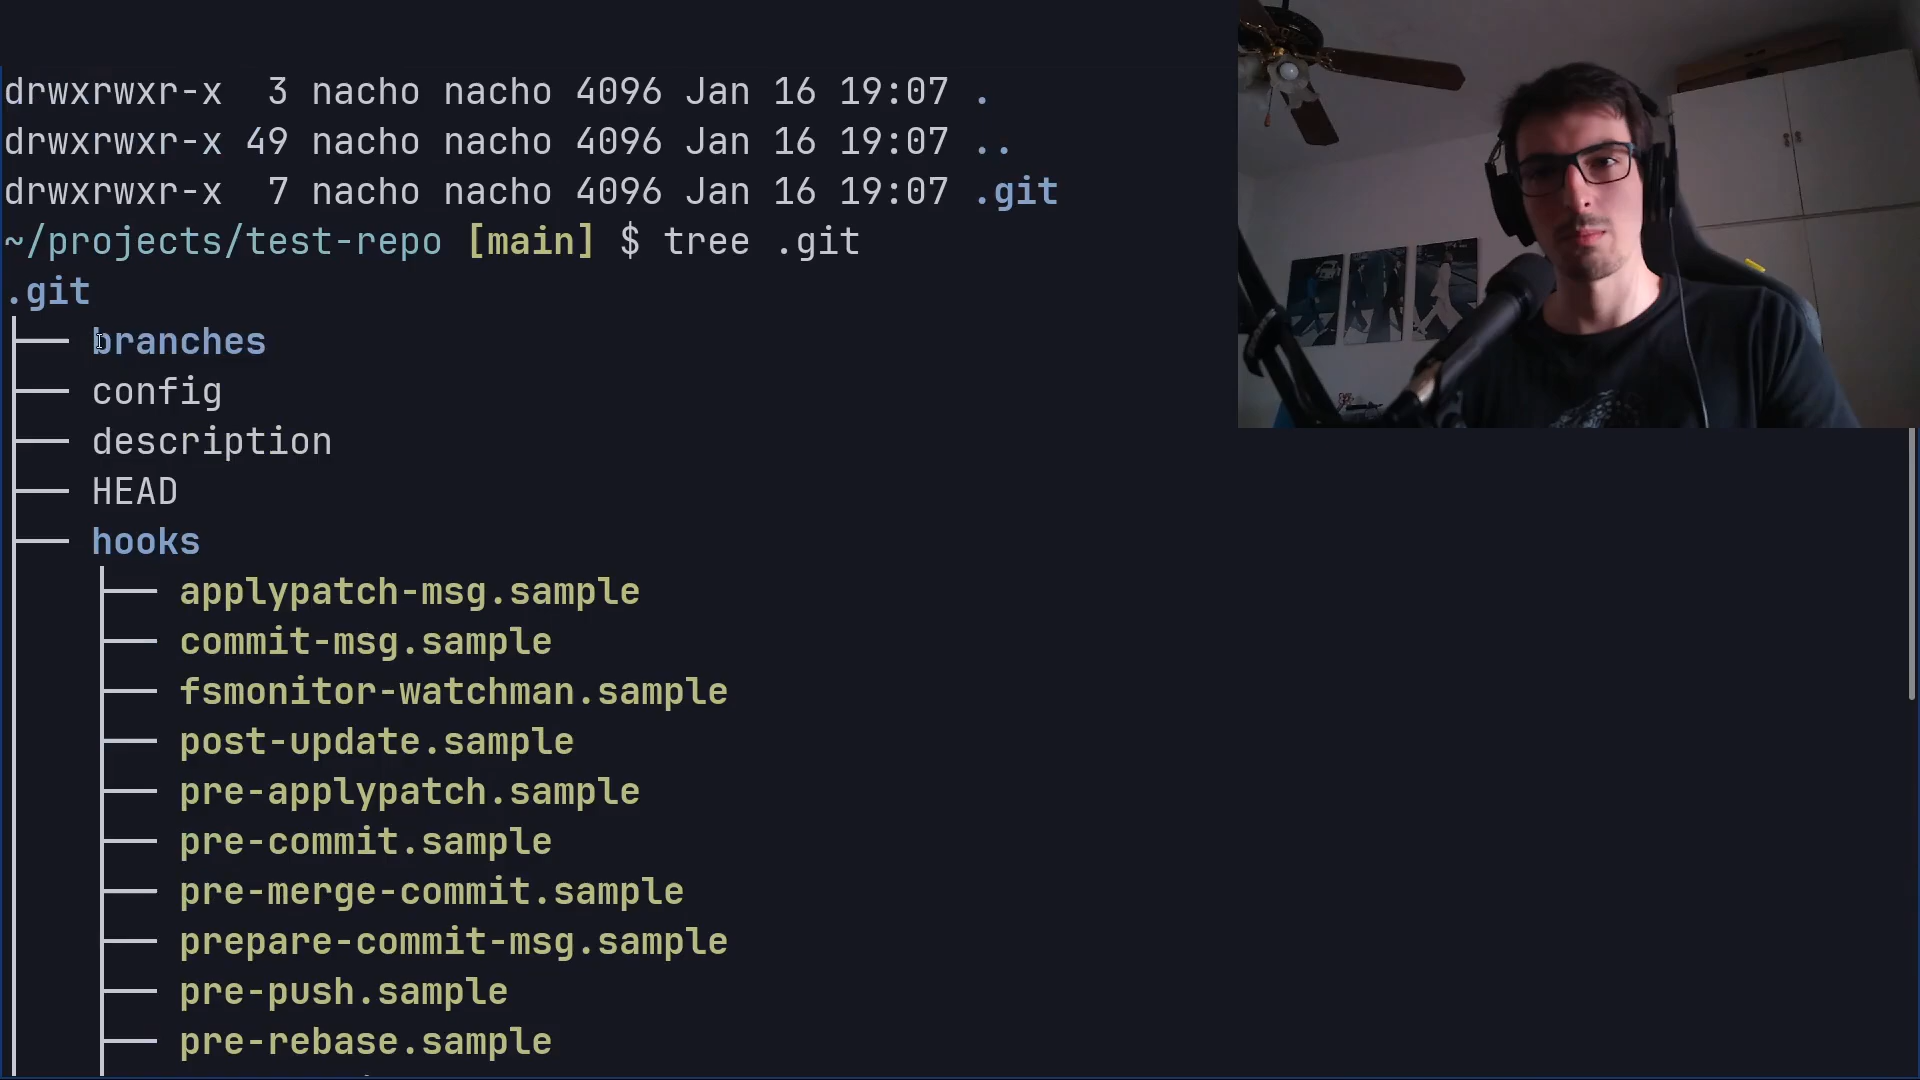 drwxrwxr-x  3 nacho nacho 4096 Jan 16 19:07 .
drwxrwxr-x 49 nacho nacho 4096 Jan 16 19:07 ..
drwxrwxr-x  7 nacho nacho 4096 Jan 16 19:07 .git
~/projects/test-repo [main] $ tree .git
.git
├── branches
├── config
├── description
├── HEAD
├── hooks
│   ├── applypatch-msg.sample
│   ├── commit-msg.sample
│   ├── fsmonitor-watchman.sample
│   ├── post-update.sample
│   ├── pre-applypatch.sample
│   ├── pre-commit.sample
│   ├── pre-merge-commit.sample
│   ├── prepare-commit-msg.sample
│   ├── pre-push.sample
│   ├── pre-rebase.sample